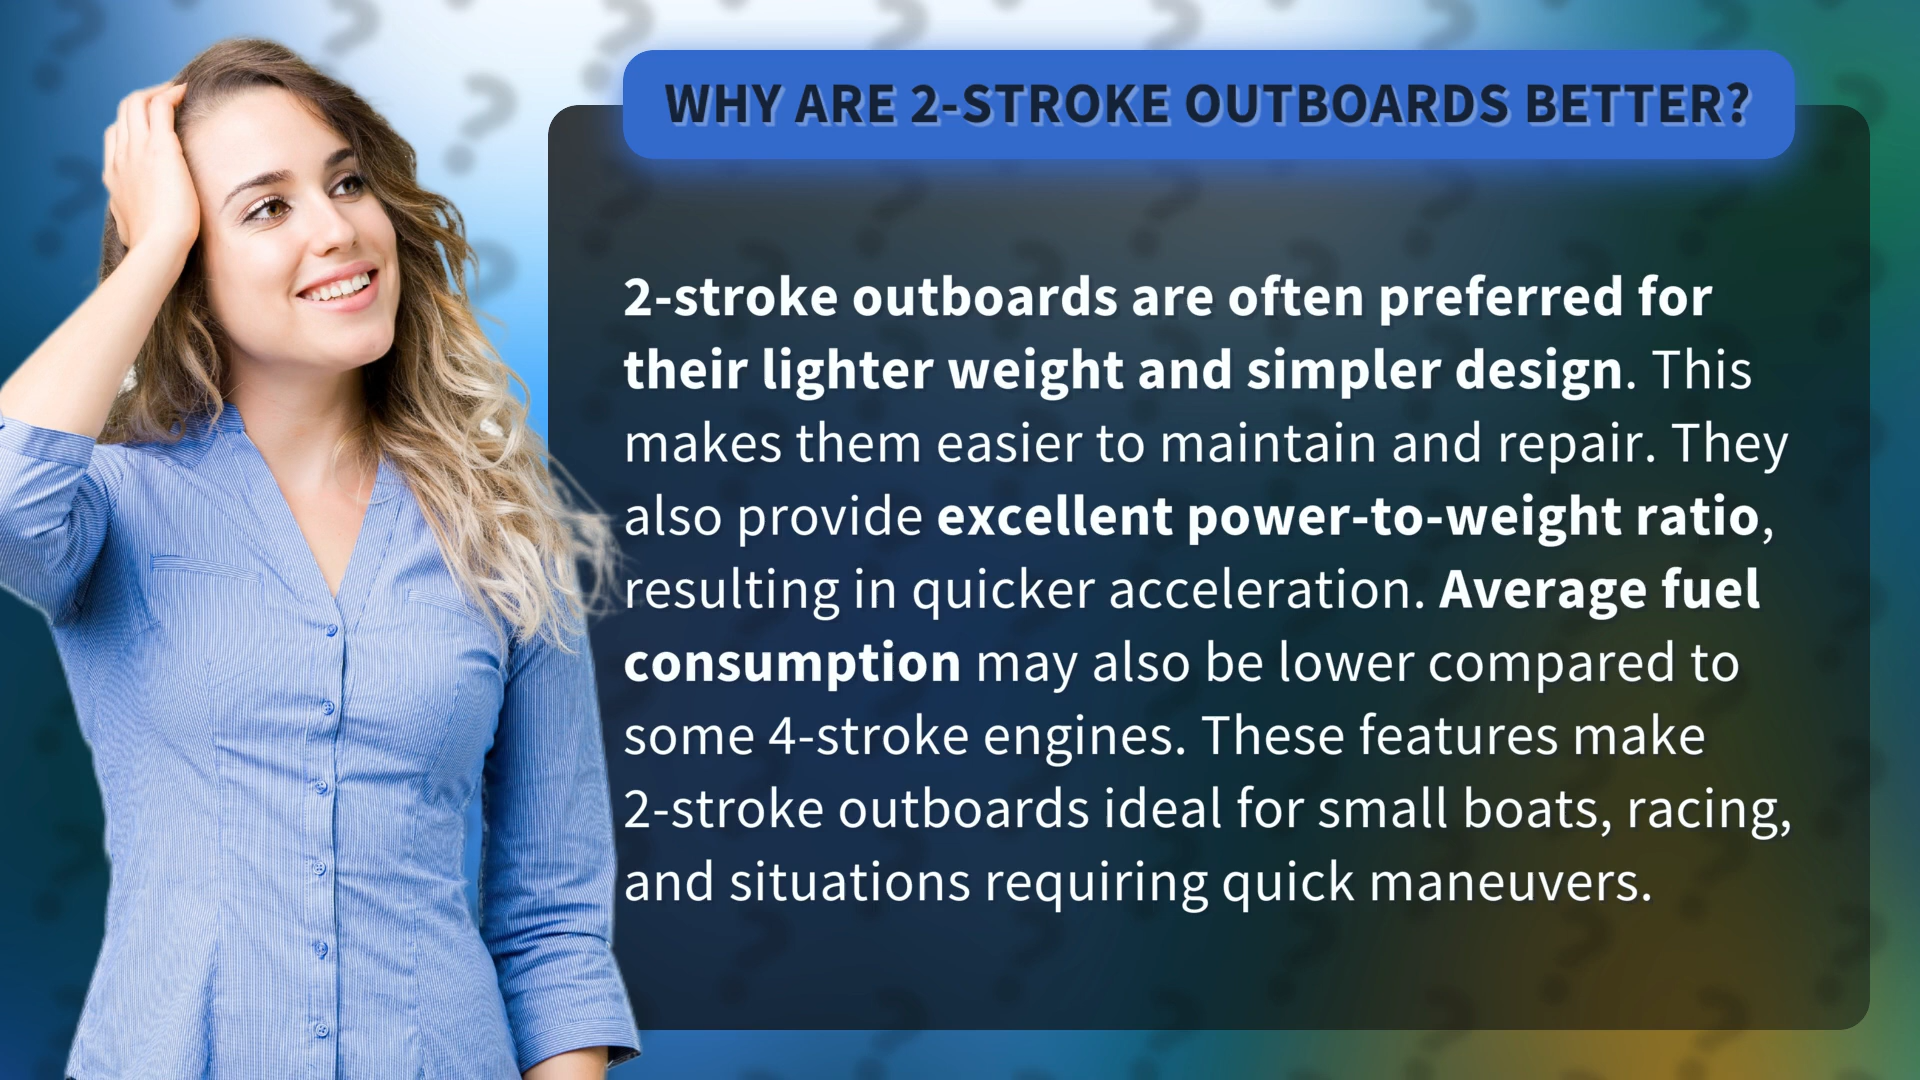 WHY ARE 2-STROKE OUTBOARDS BETTER?
2-stroke outboards are often preferred for
their lighter weight and simpler design. This
makes them easier to maintain and repair. They
also provide excellent power-to-weight ratio,
resulting in quicker acceleration. Average fuel
consumption may also be lower compared to
some 4-stroke engines. These features make
2-stroke outboards ideal for small boats, racing,
and situations requiring quick maneuvers.